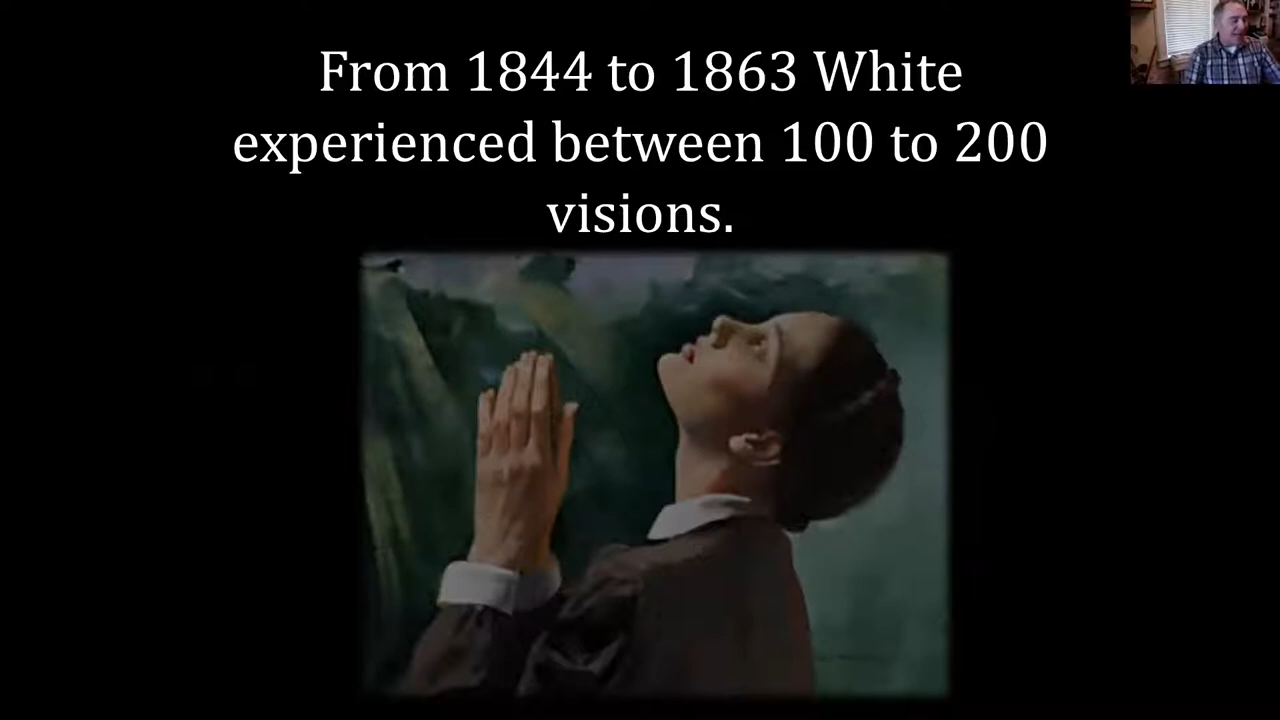 From 1844 to 1863 White
experienced between 100 to 200
visions.